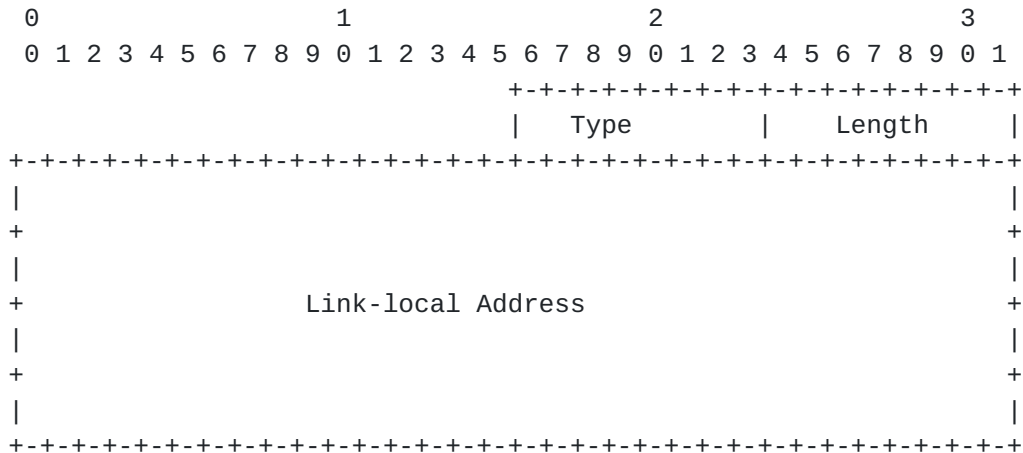 0                   1                   2                   3
 0 1 2 3 4 5 6 7 8 9 0 1 2 3 4 5 6 7 8 9 0 1 2 3 4 5 6 7 8 9 0 1
                                +-+-+-+-+-+-+-+-+-+-+-+-+-+-+-+-+
                                |   Type        |    Length     |
+-+-+-+-+-+-+-+-+-+-+-+-+-+-+-+-+-+-+-+-+-+-+-+-+-+-+-+-+-+-+-+-+
|                                                               |
+                                                               +
|                                                               |
+                  Link-local Address                           +
|                                                               |
+                                                               +
|                                                               |
+-+-+-+-+-+-+-+-+-+-+-+-+-+-+-+-+-+-+-+-+-+-+-+-+-+-+-+-+-+-+-+-+